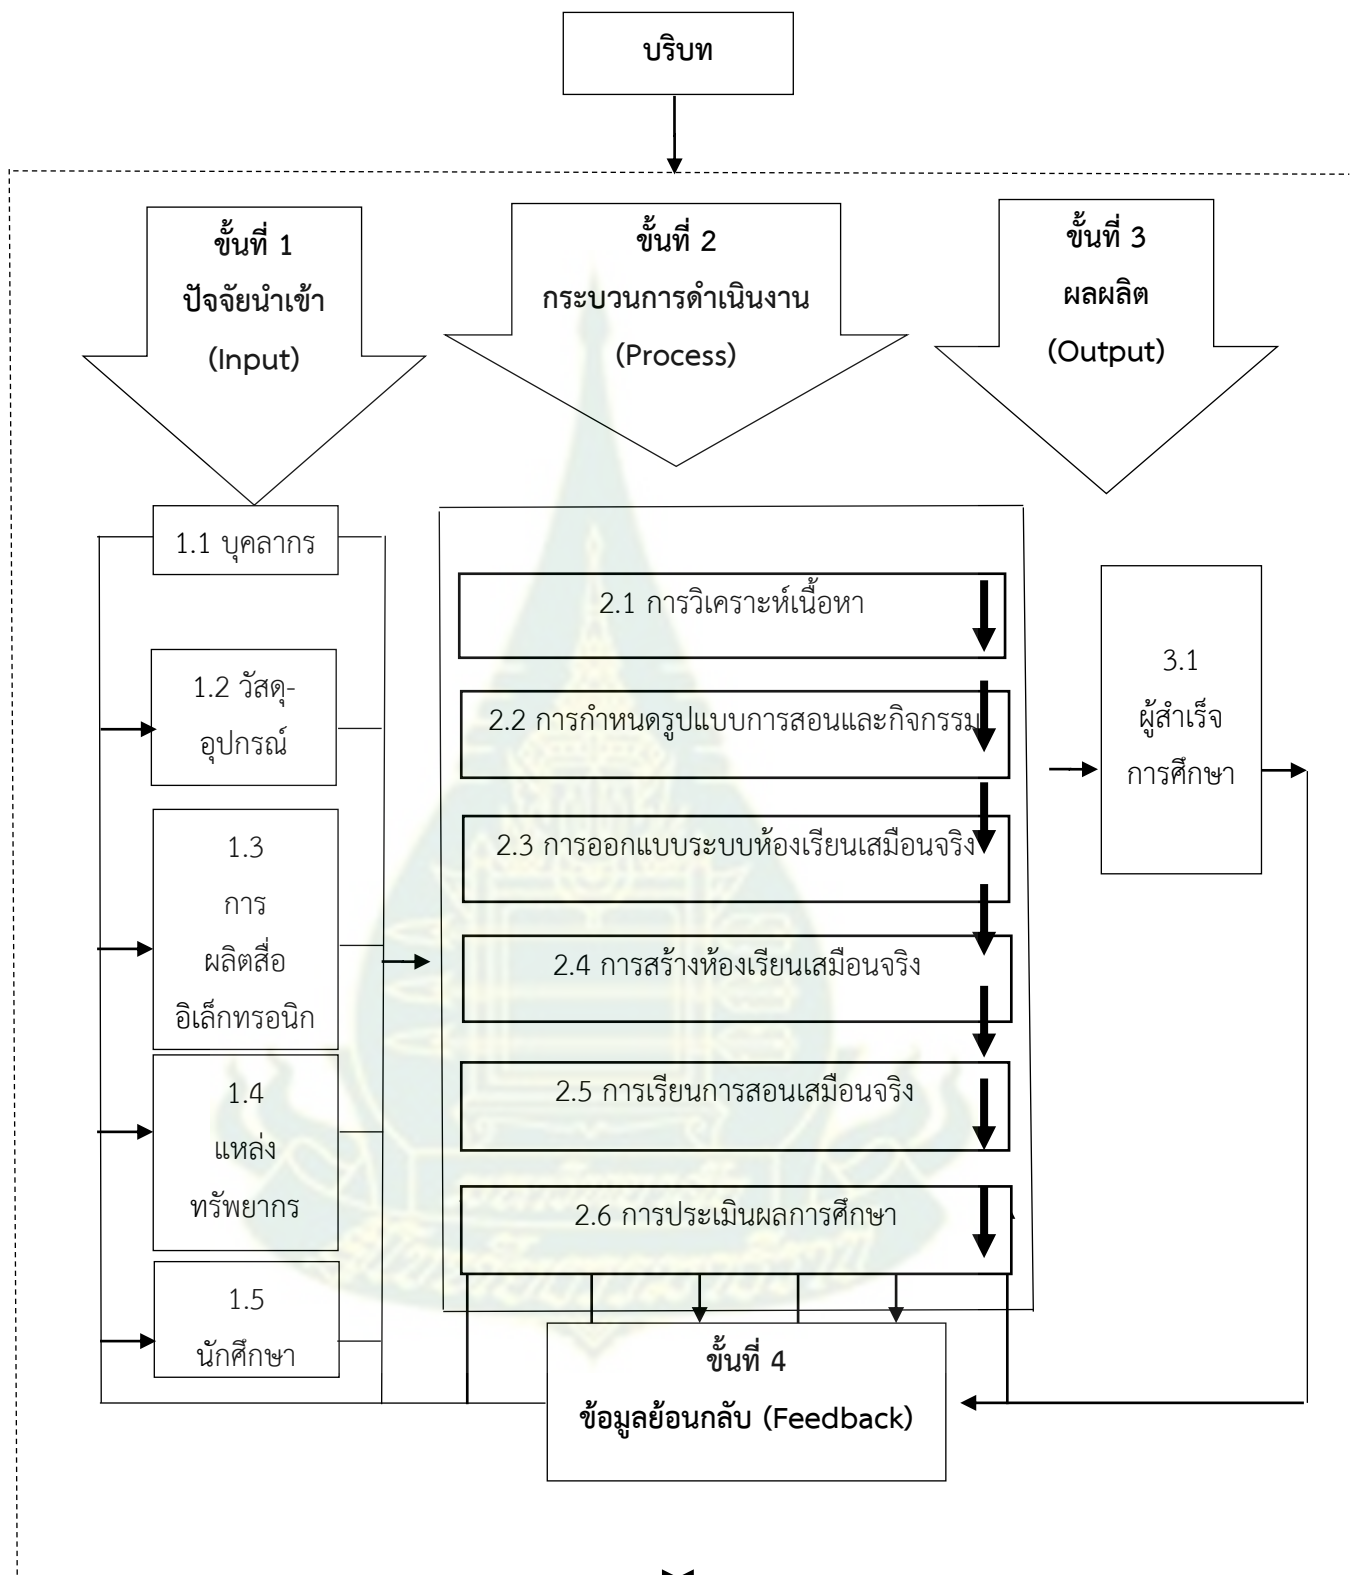 บริบท
ขั้นที่ 1
ปัจจัยนำเข้า
(Input)
ขั้นที่ 2
กระบวนการดำเนินงาน
(Process)
ขั้นที่ 3
ผลผลิต
(Output)
1.1 บุคลากร
1.2 วัสดุ-
อุปกรณ์
1.3
การ
ผลิตสื่อ
อิเล็กทรอนิก
1.4
แหล่ง
ทรัพยากร
1.5
นักศึกษา
2.1 การวิเคราะห์เนื้อหา
2.2 การกำหนดรูปแบบการสอนและกิจกรรม
2.3 การออกแบบระบบห้องเรียนเสมือนจริง
2.4 การสร้างห้องเรียนเสมือนจริง
2.5 การเรียนการสอนเสมือนจริง
2.6 การประเมินผลการศึกษา
3.1
ผู้สำเร็จ
การศึกษา
ขั้นที่ 4
ข้อมูลย้อนกลับ (Feedback)